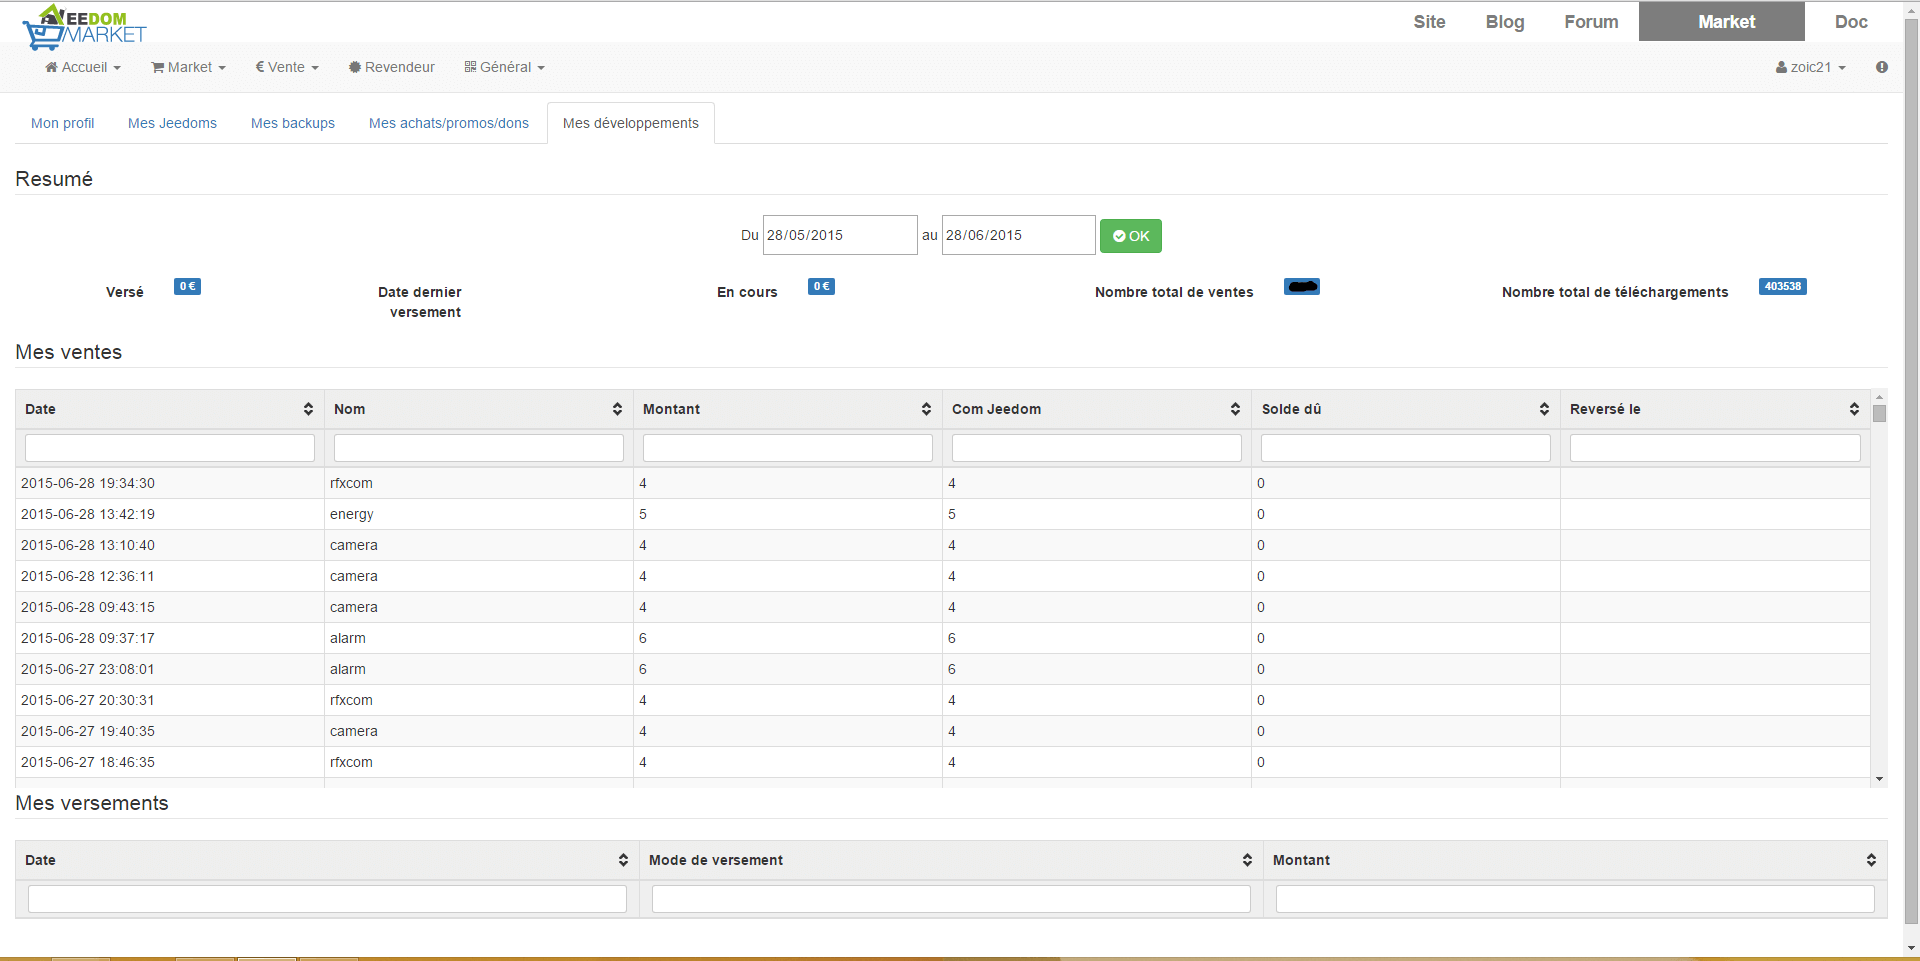 JEEDOM
MARKET
Site Blog Forum Market Doc
Accueil Market € Vente Revendeur Général zoic21
Mon profil Mes Jeedoms Mes backups Mes achats/promos/dons Mes développements
Resumé
Du 28/05/2015 au 28/06/2015 OK
Versé 0 € Date dernier versement En cours 0 € Nombre total de ventes Nombre total de téléchargements 403538
Mes ventes
Date Nom Montant Com Jeedom Solde dû Reversé le
2015-06-28 19:34:30 rfxcom 4 4 0
2015-06-28 13:42:19 energy 5 5 0
2015-06-28 13:10:40 camera 4 4 0
2015-06-28 12:36:11 camera 4 4 0
2015-06-28 09:43:15 camera 4 4 0
2015-06-28 09:37:17 alarm 6 6 0
2015-06-27 23:08:01 alarm 6 6 0
2015-06-27 20:30:31 rfxcom 4 4 0
2015-06-27 19:40:35 camera 4 4 0
2015-06-27 18:46:35 rfxcom 4 4 0
Mes versements
Date Mode de versement Montant